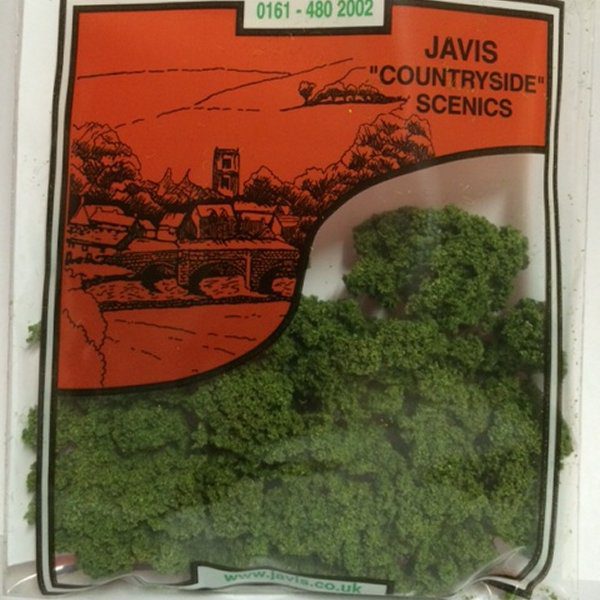 0161 - 480 2002
JAVIS
"COUNTRYSIDE"
SCENICS
www.javis.co.uk